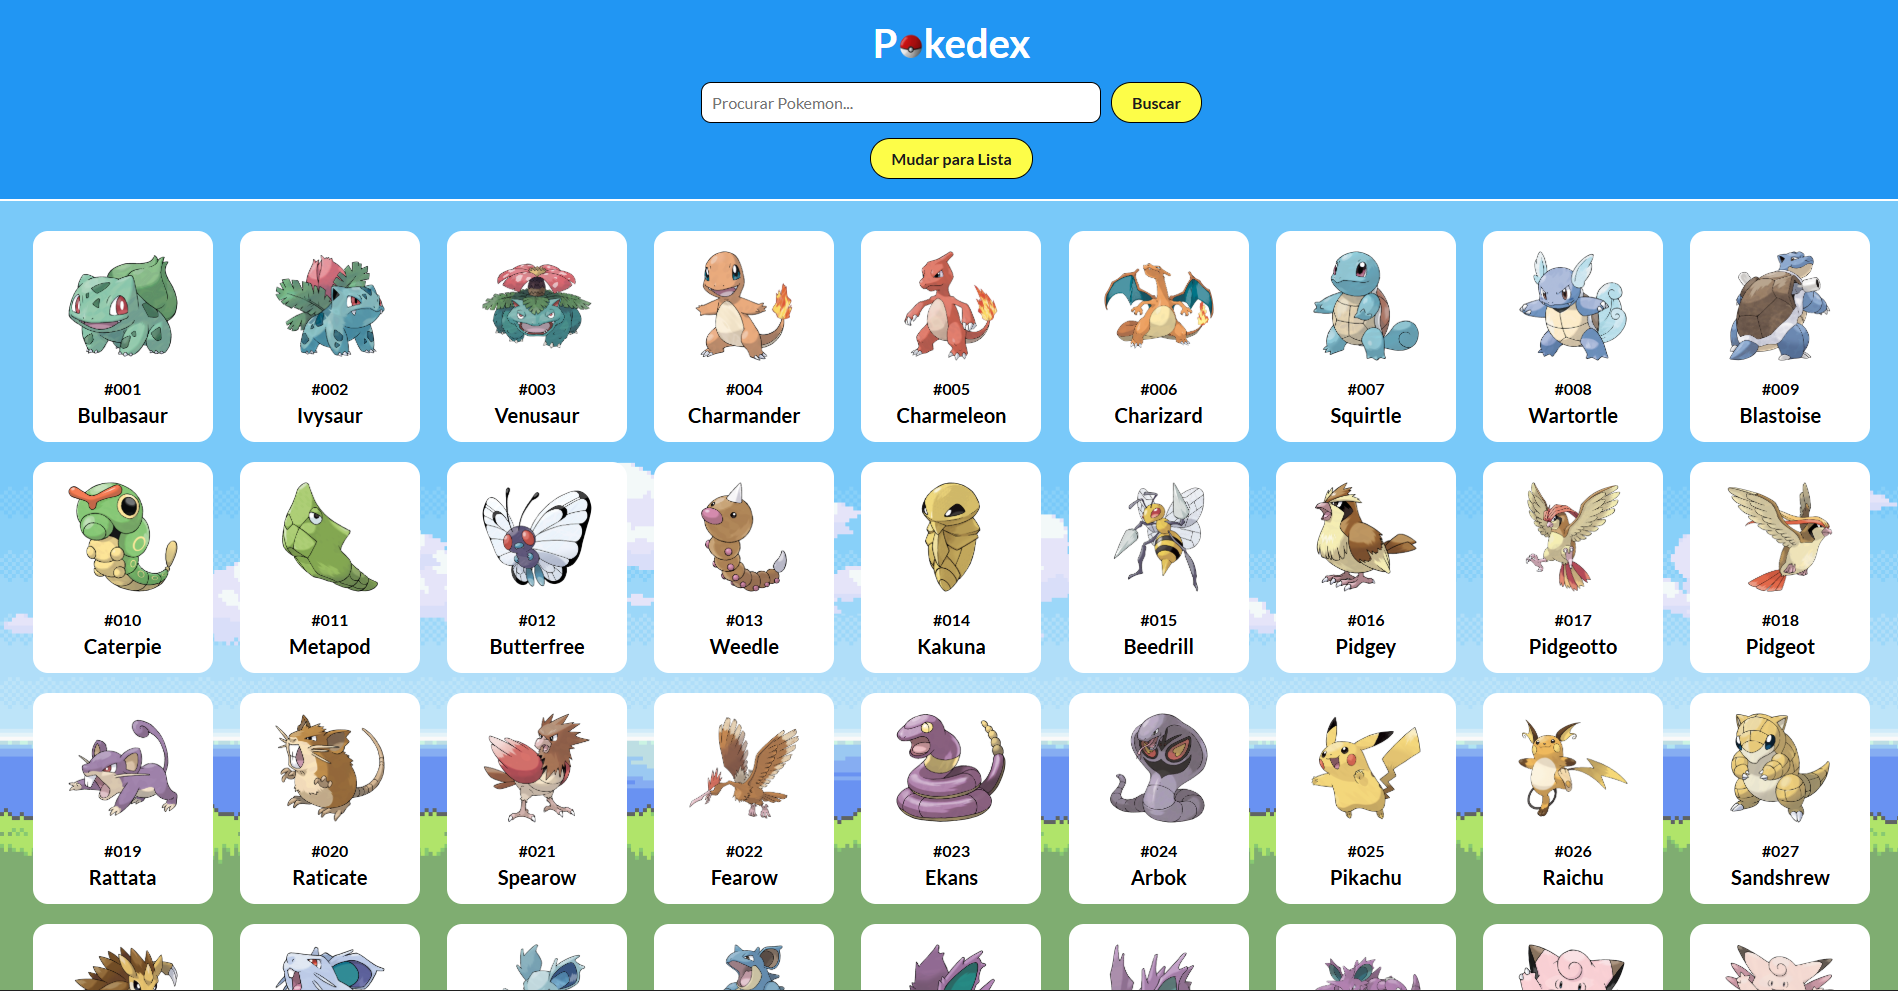 Pokedex
Procurar Pokemon...
Buscar
Mudar para Lista
#001
Bulbasaur
#002
Ivysaur
#003
Venusaur
#004
Charmander
#005
Charmeleon
#006
Charizard
#007
Squirtle
#008
Wartortle
#009
Blastoise
#010
Caterpie
#011
Metapod
#012
Butterfree
#013
Weedle
#014
Kakuna
#015
Beedrill
#016
Pidgey
#017
Pidgeotto
#018
Pidgeot
#019
Rattata
#020
Raticate
#021
Spearow
#022
Fearow
#023
Ekans
#024
Arbok
#025
Pikachu
#026
Raichu
#027
Sandshrew